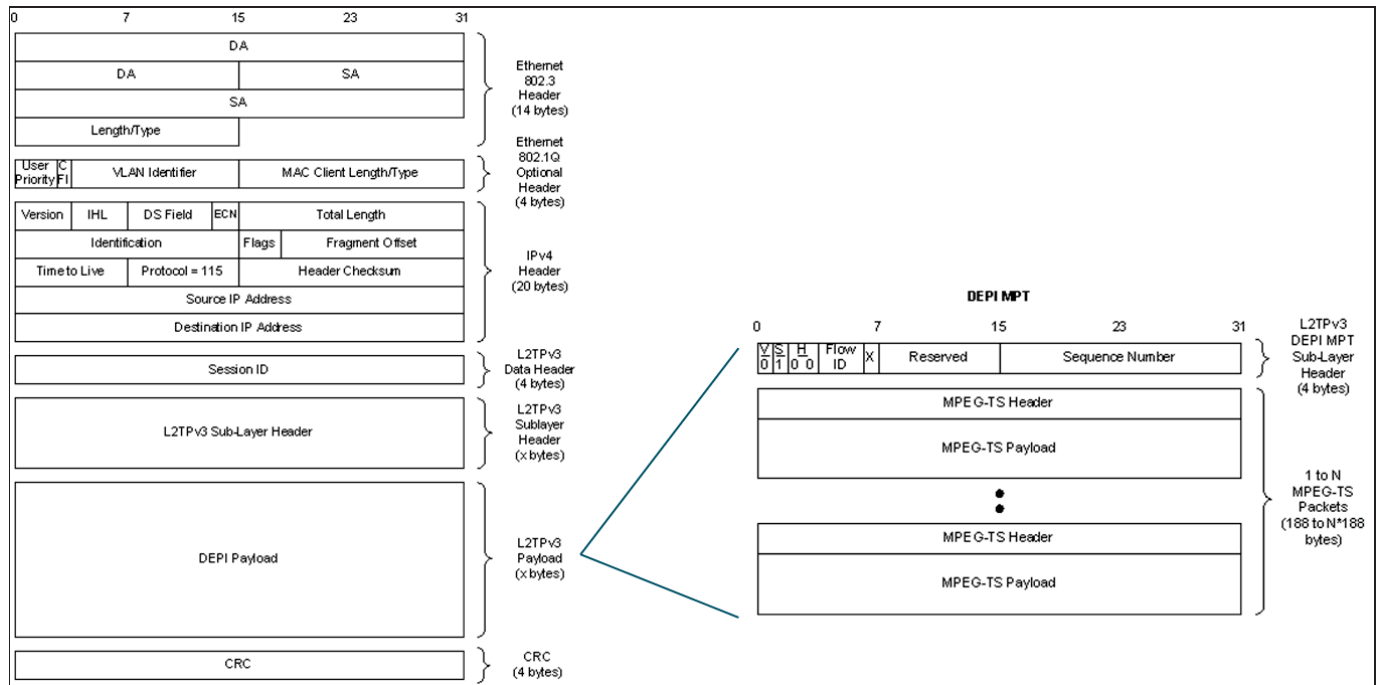 0 7 15 23 31
DA
DA SA
SA
Length/Type
Ethernet
802.3
Header
(14 bytes)
User
Priority
C
FI
VLAN Identifier
MAC Client Length/Type
Ethernet
802.1Q
Optional
Header
(4 bytes)
Version IHL DS Field ECN Total Length
Identification Flags Fragment Offset
Time to Live Protocol = 115 Header Checksum
Source IP Address
Destination IP Address
IPv4
Header
(20 bytes)
Session ID
L2TPv3
Data Header
(4 bytes)
L2TPv3 Sub-Layer Header
L2TPv3
Sublayer
Header
(x bytes)
DEPI Payload
L2TPv3
Payload
(x bytes)
CRC
CRC
(4 bytes)
DEPI MPT
0 7 15 23 31
V
0
S
1
H
0 0
Flow
ID
X
Reserved
Sequence Number
L2TPv3
DEPI MPT
Sub-Layer
Header
(4 bytes)
MPEG-TS Header
MPEG-TS Payload
MPEG-TS Header
MPEG-TS Payload
1 to N
MPEG-TS
Packets
(188 to N*188
bytes)